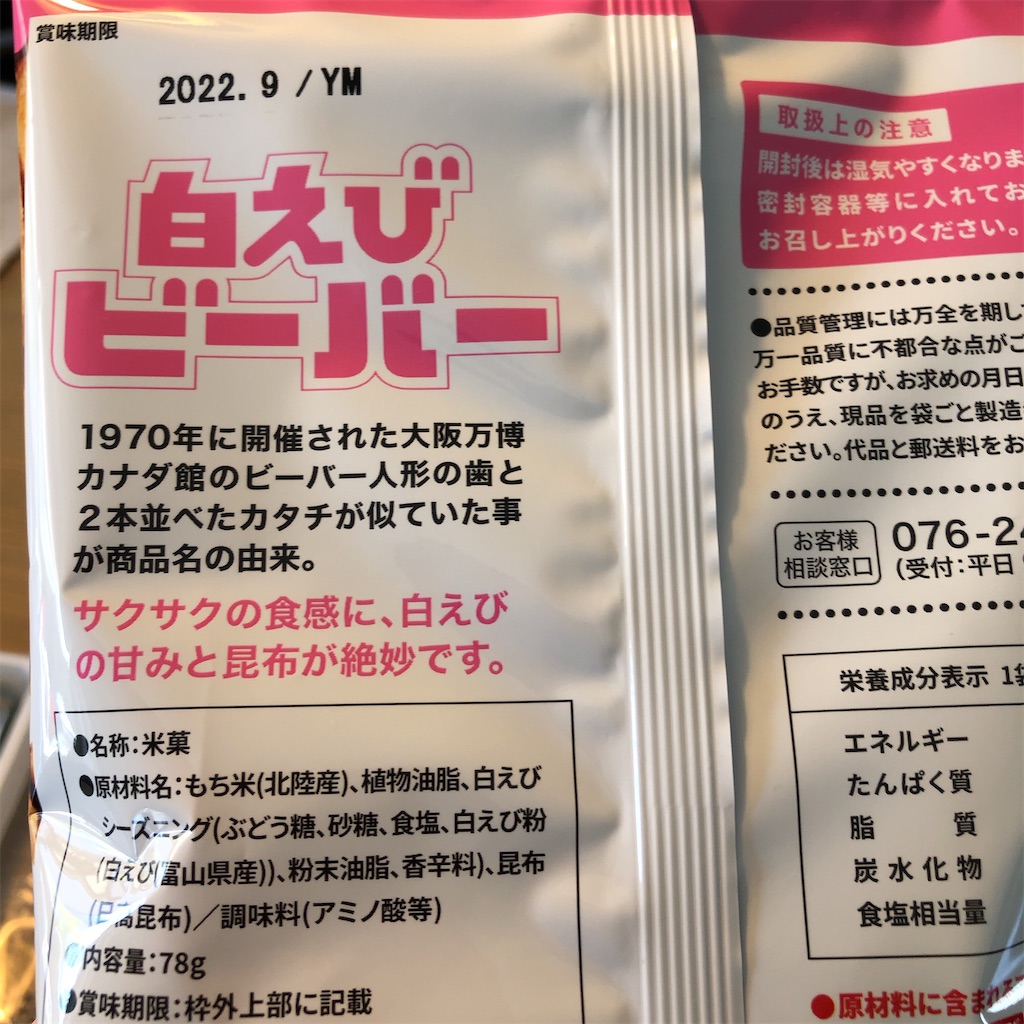 賞味期限
2022. 9 / YM
白えび
ビーバー
1970年に開催された大阪万博
カナダ館のビーバー人形の歯と
2本並べたカタチが似ていた事
が商品名の由来。
サクサクの食感に、白えび
の甘みと昆布が絶妙です。
●名称：米菓
●原材料名：もち米(北陸産)、植物油脂、白えび
シーズニング(ぶどう糖、砂糖、食塩、白えび粉
(白えび(富山県産))、粉末油脂、香辛料)、昆布
(日高昆布)／調味料(アミノ酸等)
●内容量：78g
●賞味期限：枠外上部に記載
取扱上の注意
開封後は湿気やすくなりま
密封容器等に入れてお
お召し上がりください。
●品質管理には万全を期し
万一品質に不都合な点がご
お手数ですが、お求めの月日
のうえ、現品を袋ごと製造
ださい。代品と郵送料をお
お客様
相談窓口
076-24
(受付：平日
栄養成分表示 1袋
エネルギー
たんぱく質
脂 質
炭水化物
食塩相当量
●原材料に含まれる